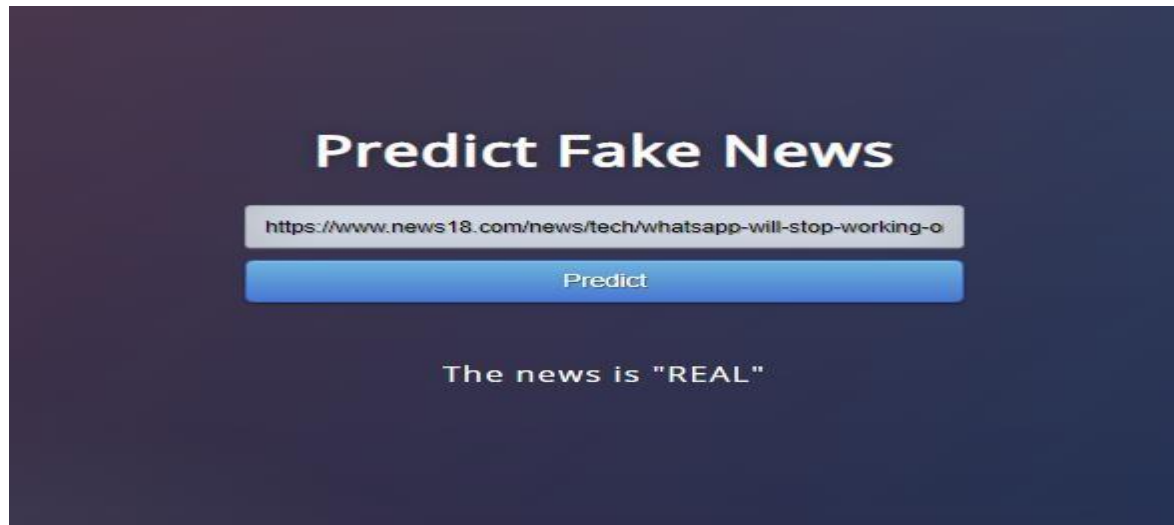 Predict Fake News
https://www.news18.com/news/tech/whatsapp-will-stop-working-o
Predict
The news is "REAL"